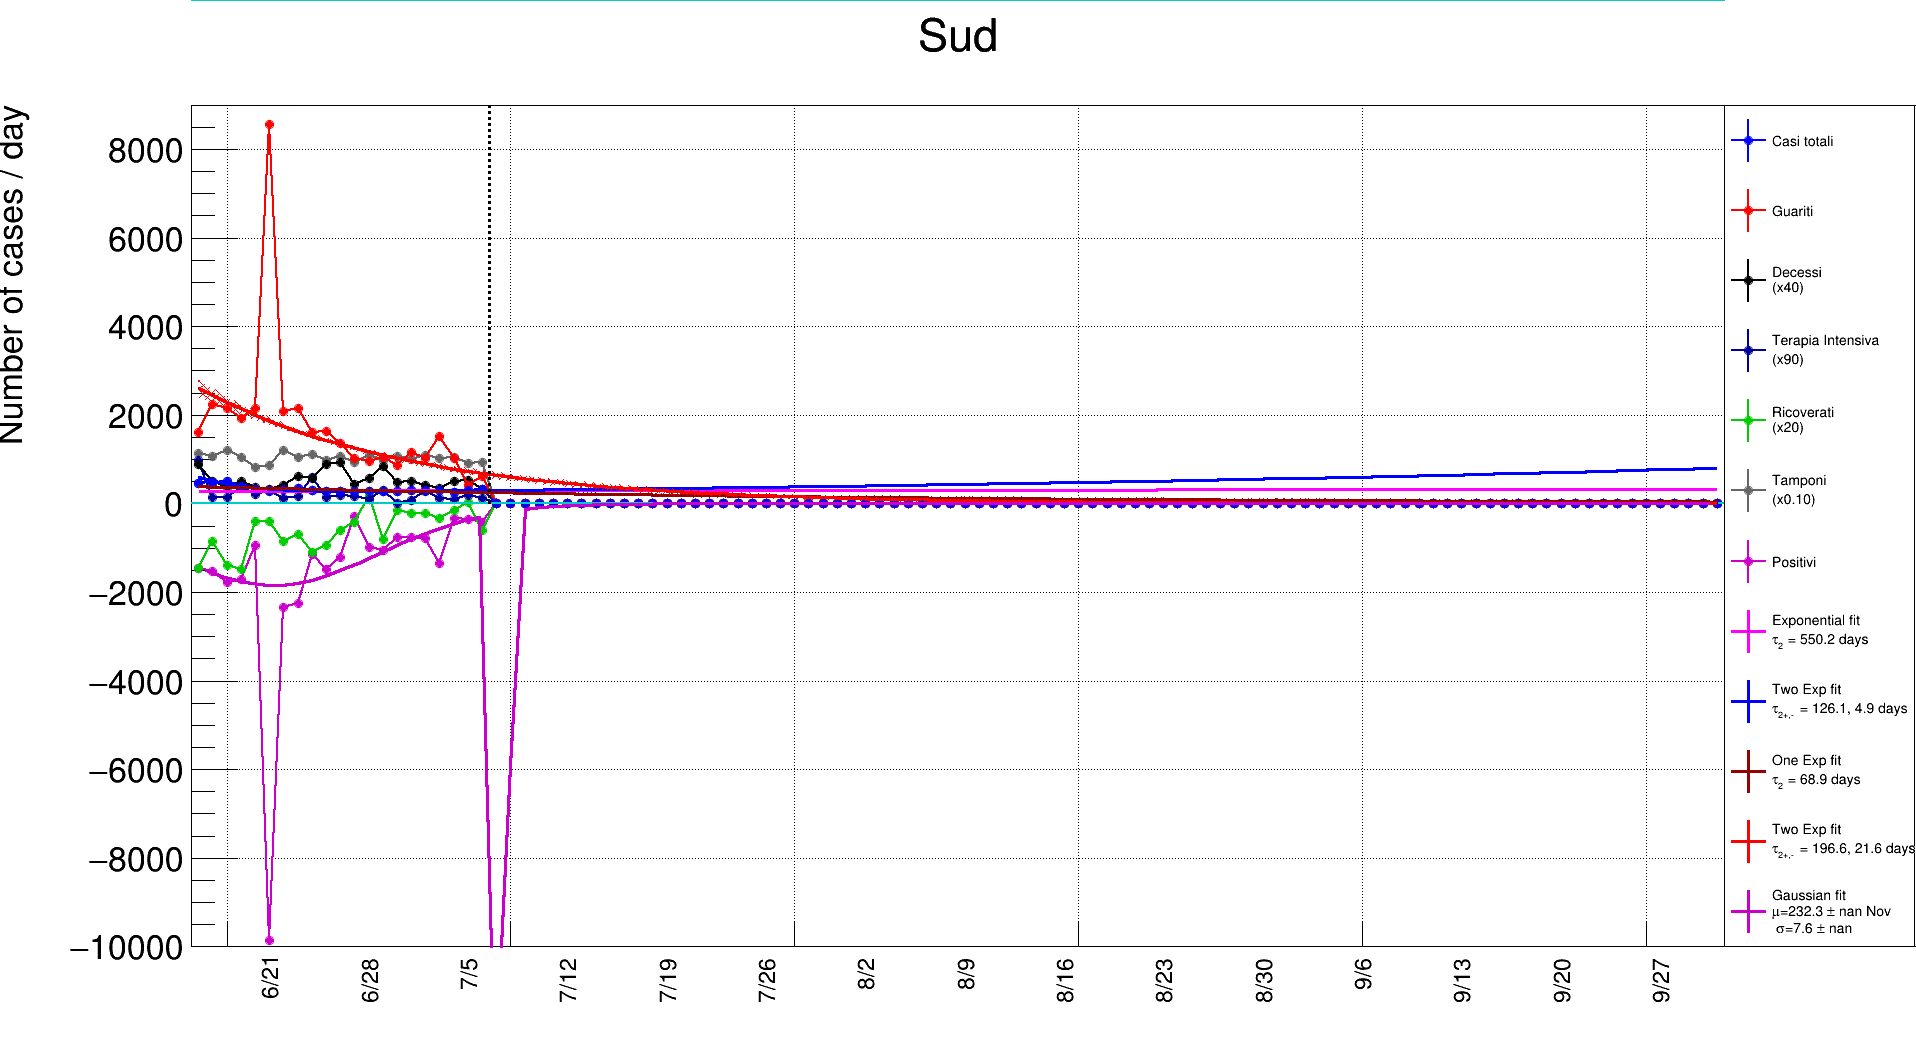 Sud
Number of cases / day
8000
6000
4000
2000
0
−2000
−4000
−6000
−8000
−10000
6/21
6/28
7/5
7/12
7/19
7/26
8/2
8/9
8/16
8/23
8/30
9/6
9/13
9/20
9/27
Casi totali
Guariti
Decessi
(x40)
Terapia Intensiva
(x90)
Ricoverati
(x20)
Tamponi
(x0.10)
Positivi
Exponential fit
τ2 = 550.2 days
Two Exp fit
τ2+,- = 126.1, 4.9 days
One Exp fit
τ2 = 68.9 days
Two Exp fit
τ2+,- = 196.6, 21.6 days
Gaussian fit
μ=232.3 ± nan Nov
σ=7.6 ± nan